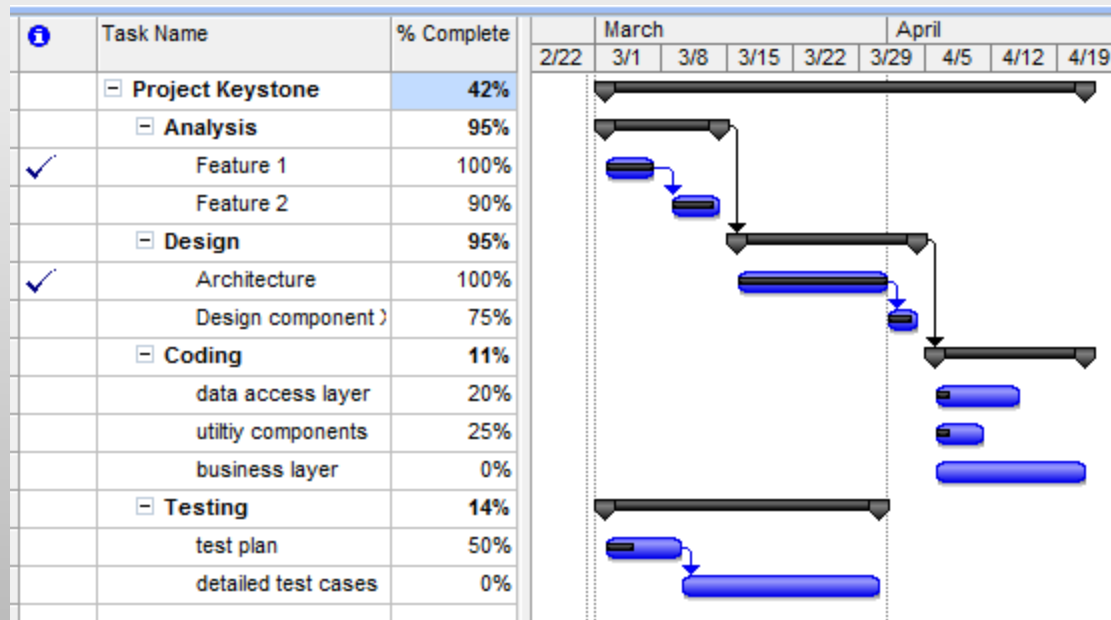 Task Name % Complete March April
2/22 3/1 3/8 3/15 3/22 3/29 4/5 4/12 4/19
Project Keystone 42%
Analysis 95%
Feature 1 100%
Feature 2 90%
Design 95%
Architecture 100%
Design component 75%
Coding 11%
data access layer 20%
utiltiy components 25%
business layer 0%
Testing 14%
test plan 50%
detailed test cases 0%